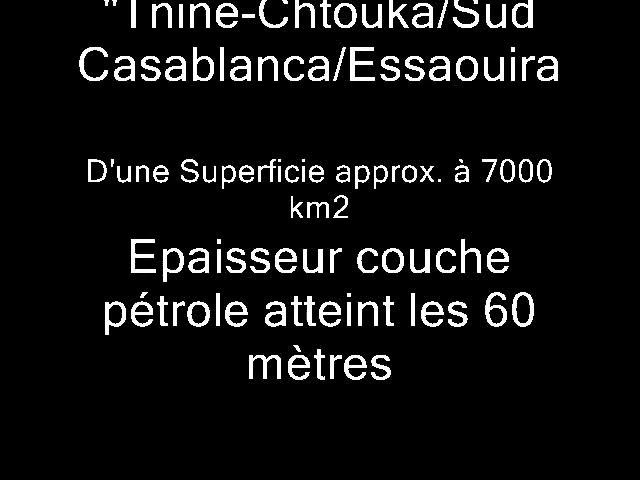 "Tnine-Chtouka/Sud
Casablanca/Essaouira
D'une Superficie approx. à 7000
km2
Epaisseur couche
pétrole atteint les 60
mètres